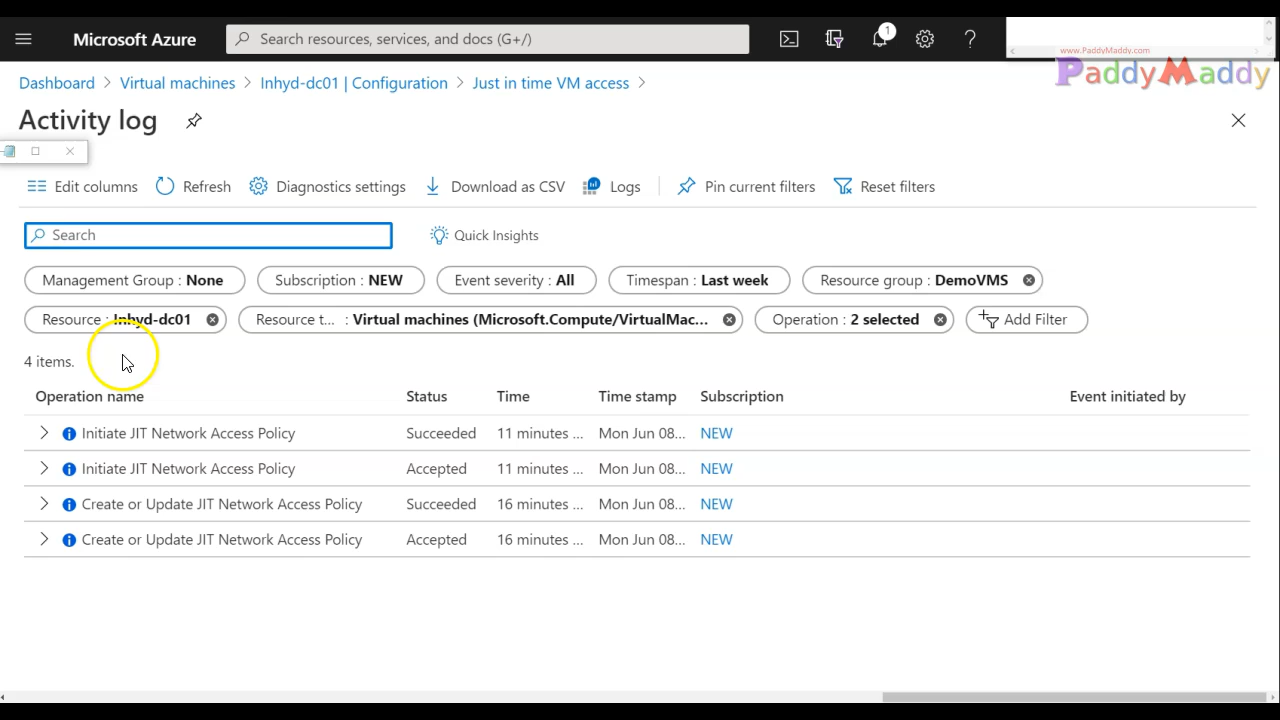 Microsoft Azure
Search resources, services, and docs (G+/)
1
www.PaddyMaddy.com
PaddyMaddy
Dashboard > Virtual machines > Inhyd-dc01 | Configuration > Just in time VM access >
Activity log
Edit columns Refresh Diagnostics settings Download as CSV Logs Pin current filters Reset filters
Search Quick Insights
Management Group : None Subscription : NEW Event severity : All Timespan : Last week Resource group : DemoVMS
Resource : Inhyd-dc01 Resource t... : Virtual machines (Microsoft.Compute/VirtualMac... Operation : 2 selected Add Filter
4 items.
Operation name Status Time Time stamp Subscription Event initiated by
Initiate JIT Network Access Policy Succeeded 11 minutes ... Mon Jun 08... NEW
Initiate JIT Network Access Policy Accepted 11 minutes ... Mon Jun 08... NEW
Create or Update JIT Network Access Policy Succeeded 16 minutes ... Mon Jun 08... NEW
Create or Update JIT Network Access Policy Accepted 16 minutes ... Mon Jun 08... NEW